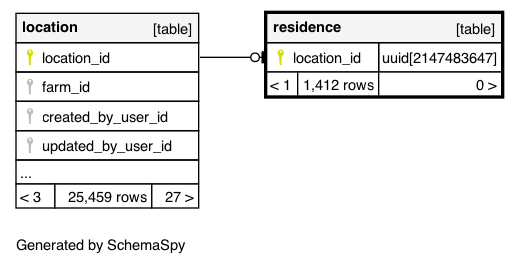 location [table]
location_id
farm_id
created_by_user_id
updated_by_user_id
...
< 3 25,459 rows 27 >
residence [table]
location_id uuid[2147483647]
< 1 1,412 rows 0 >
Generated by SchemaSpy